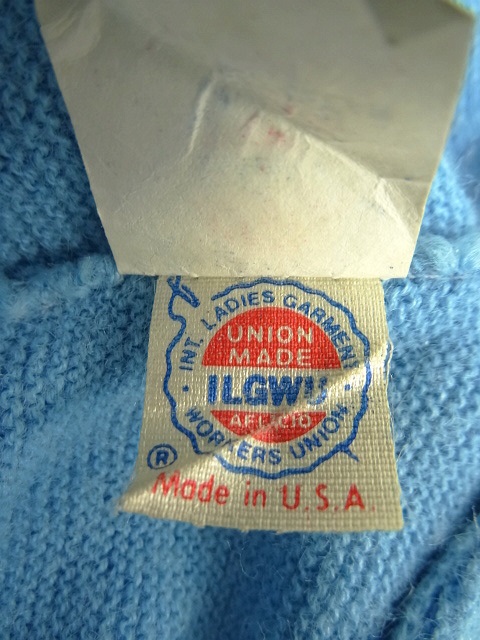 INT. LADIES GARMENT
UNION
MADE
ILGWU
AFL-CIO
WORKERS UNION
®
Made in U.S.A.